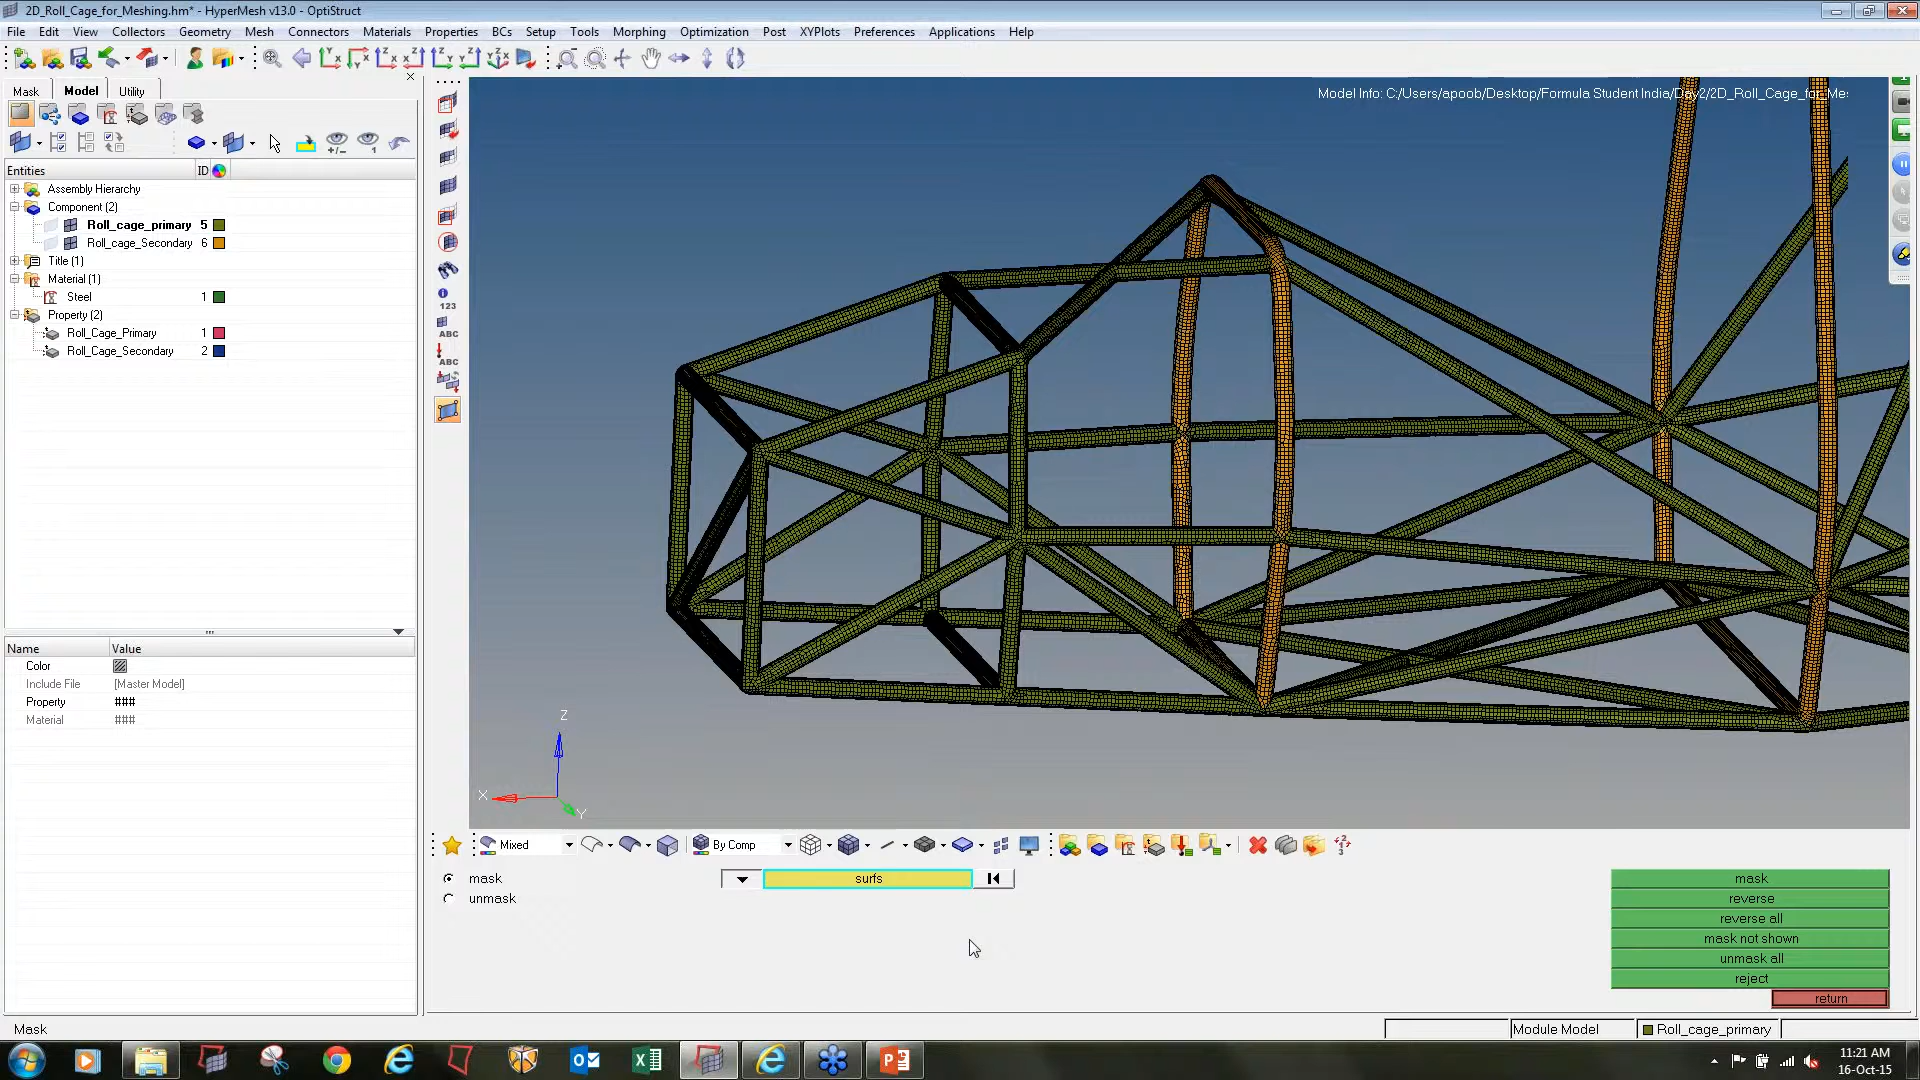 2D_Roll_Cage_for_Meshing.hm* - HyperMesh v13.0 - OptiStruct
File Edit View Collectors Geometry Mesh Connectors Materials Properties BCs Setup Tools Morphing Optimization Post XYPlots Preferences Applications Help
Mask Model Utility
Model Info: C:/Users/apoob/Desktop/Formula Student India/Day2/2D_Roll_Cage_for_Me
Entities ID
Assembly Hierarchy
Component (2)
Roll_cage_primary 5
Roll_cage_Secondary 6
Title (1)
Material (1)
Steel 1
Property (2)
Roll_Cage_Primary 1
Roll_Cage_Secondary 2
123
ABC
ABC
Name Value
Color
Include File [Master Model]
Property ###
Material ###
Z
X
Y
Mixed By Comp
mask surfs mask
unmask reverse
reverse all
mask not shown
unmask all
reject
return
Mask Module Model Roll_cage_primary
11:21 AM
16-Oct-15